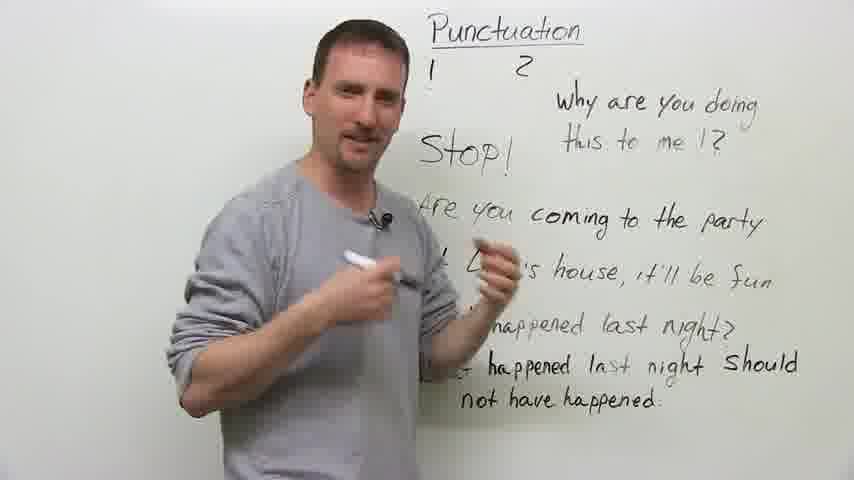 Punctuation
1 2
Why are you doing
this to me !?
Stop!
Are you coming to the party
house, it'll be fun
happened last night?
happened last night should
not have happened.